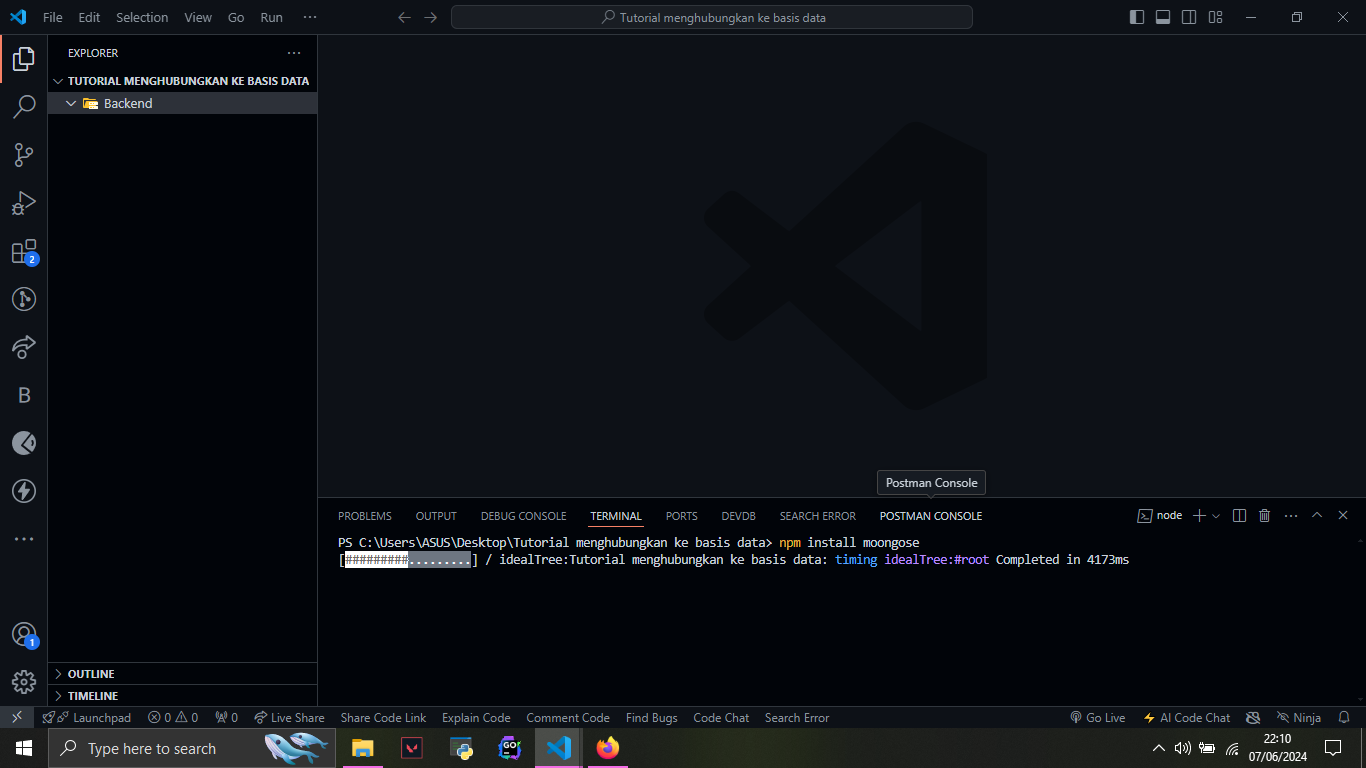 File Edit Selection View Go Run ···
Tutorial menghubungkan ke basis data
EXPLORER
TUTORIAL MENGHUBUNGKAN KE BASIS DATA
Backend
2
B
1
OUTLINE
TIMELINE
Postman Console
PROBLEMS OUTPUT DEBUG CONSOLE TERMINAL PORTS DEVDB SEARCH ERROR POSTMAN CONSOLE
node
PS C:\Users\ASUS\Desktop\Tutorial menghubungkan ke basis data> npm install moongose
[#########.........] / idealTree:Tutorial menghubungkan ke basis data: timing idealTree:#root Completed in 4173ms
Launchpad 0 0 0 Live Share Share Code Link Explain Code Comment Code Find Bugs Code Chat Search Error Go Live AI Code Chat Ninja
Type here to search
GO
22:10
07/06/2024